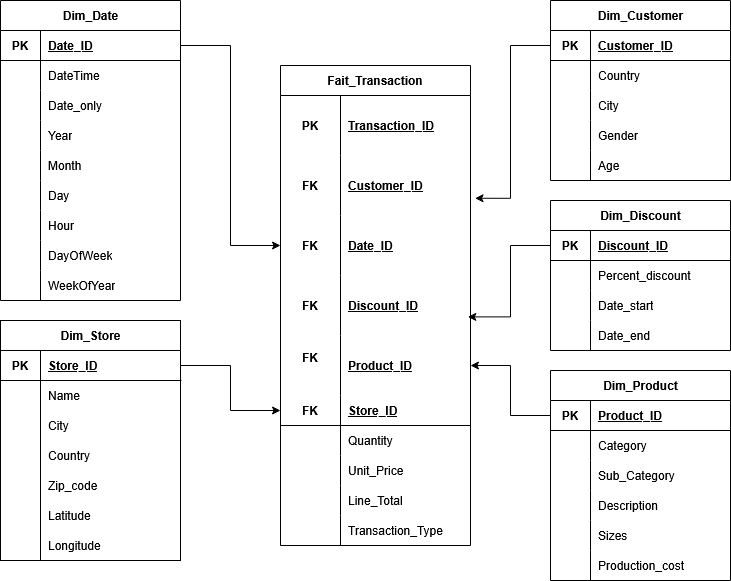 Dim_Date
PK Date_ID
DateTime
Date_only
Year
Month
Day
Hour
DayOfWeek
WeekOfYear
Dim_Store
PK Store_ID
Name
City
Country
Zip_code
Latitude
Longitude
Fait_Transaction
PK Transaction_ID
FK Customer_ID
FK Date_ID
FK Discount_ID
FK Product_ID
FK Store_ID
Quantity
Unit_Price
Line_Total
Transaction_Type
Dim_Customer
PK Customer_ID
Country
City
Gender
Age
Dim_Discount
PK Discount_ID
Percent_discount
Date_start
Date_end
Dim_Product
PK Product_ID
Category
Sub_Category
Description
Sizes
Production_cost